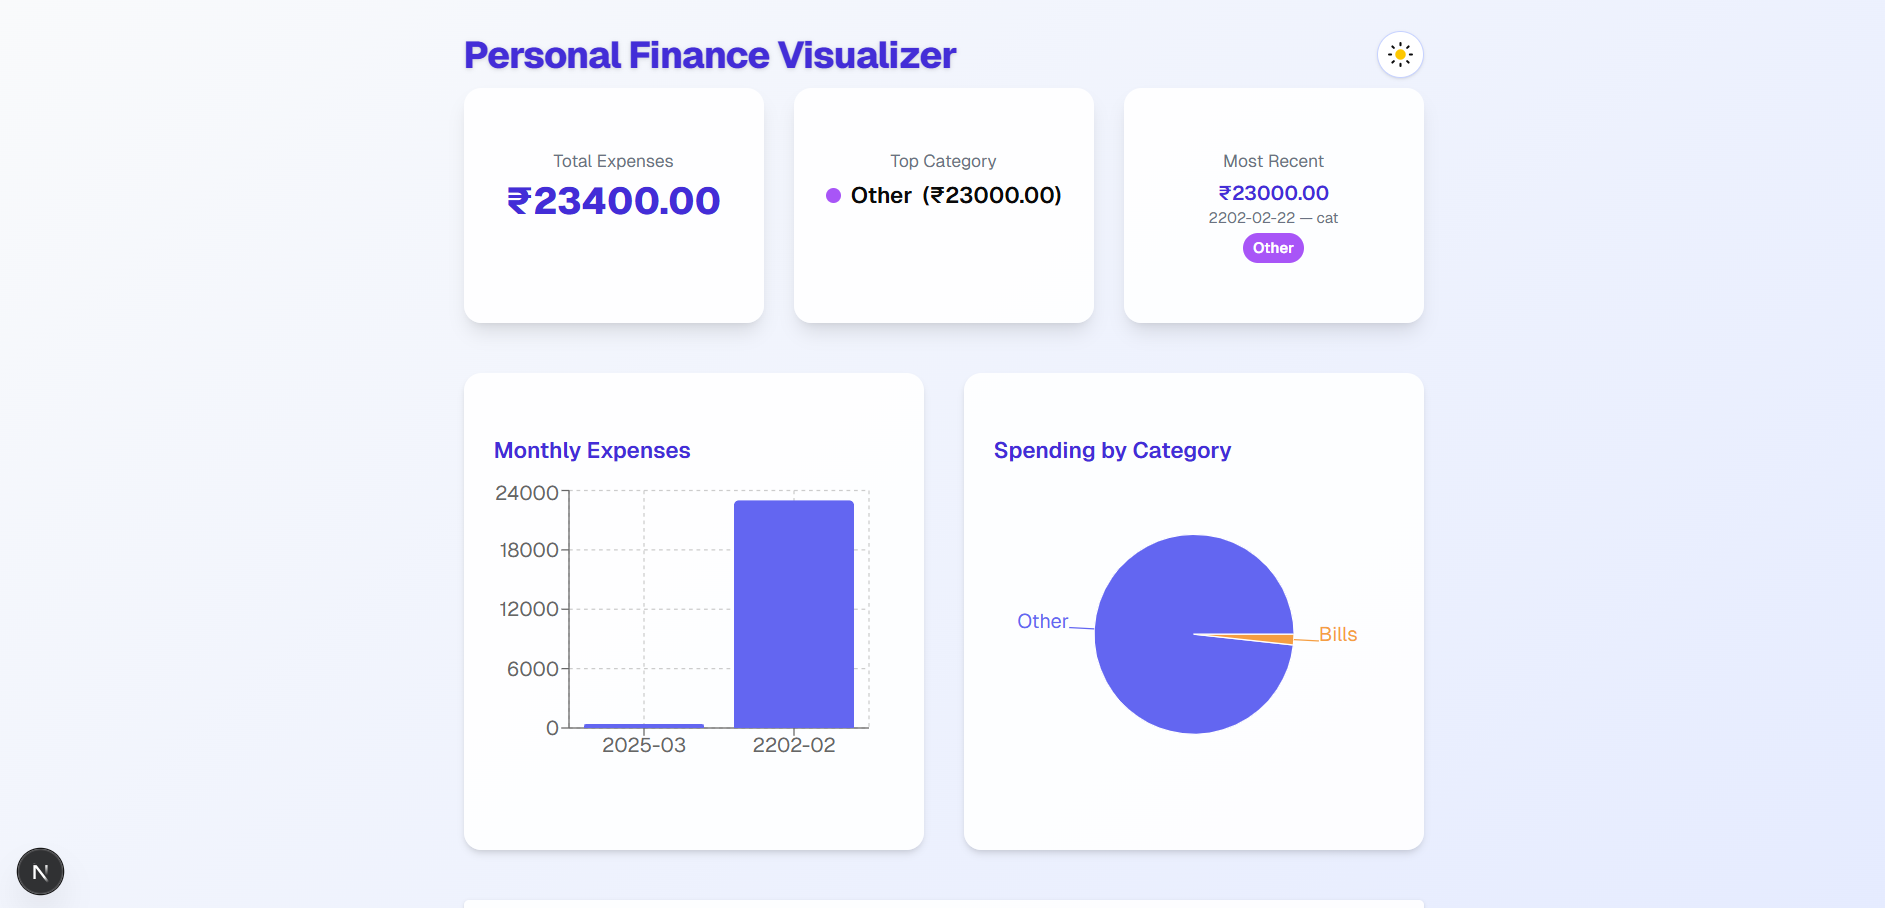 Personal Finance Visualizer
Total Expenses
₹23400.00
Top Category
Other (₹23000.00)
Most Recent
₹23000.00
2202-02-22 — cat
Other
Monthly Expenses
24000
18000
12000
6000
0
2025-03 2202-02
Spending by Category
Other
Bills
N